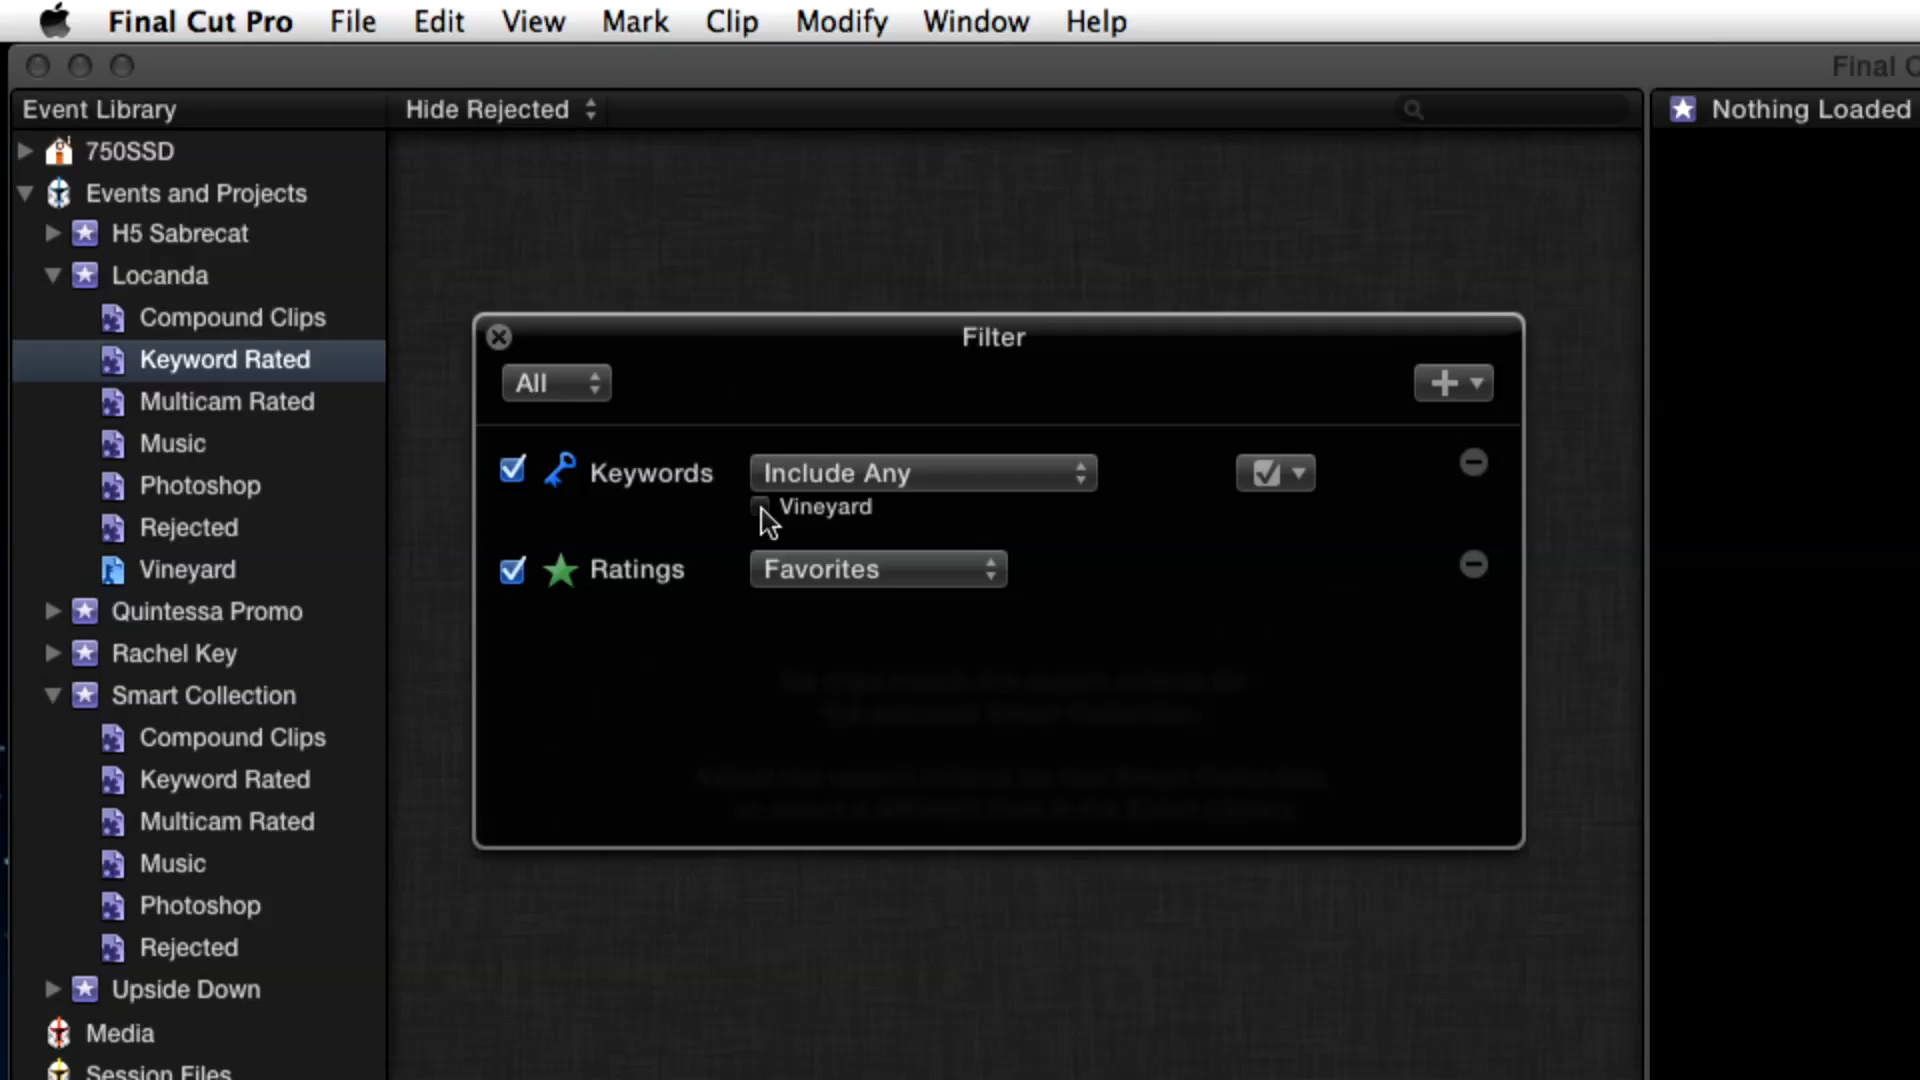 Final Cut Pro File Edit View Mark Clip Modify Window Help
Final C
Event Library
Hide Rejected
Nothing Loaded
750SSD
Events and Projects
H5 Sabrecat
Locanda
Compound Clips
Keyword Rated
Multicam Rated
Music
Photoshop
Rejected
Vineyard
Quintessa Promo
Rachel Key
Smart Collection
Compound Clips
Keyword Rated
Multicam Rated
Music
Photoshop
Rejected
Upside Down
Media
Session Files
Filter
All
Keywords Include Any
Vineyard
Ratings Favorites